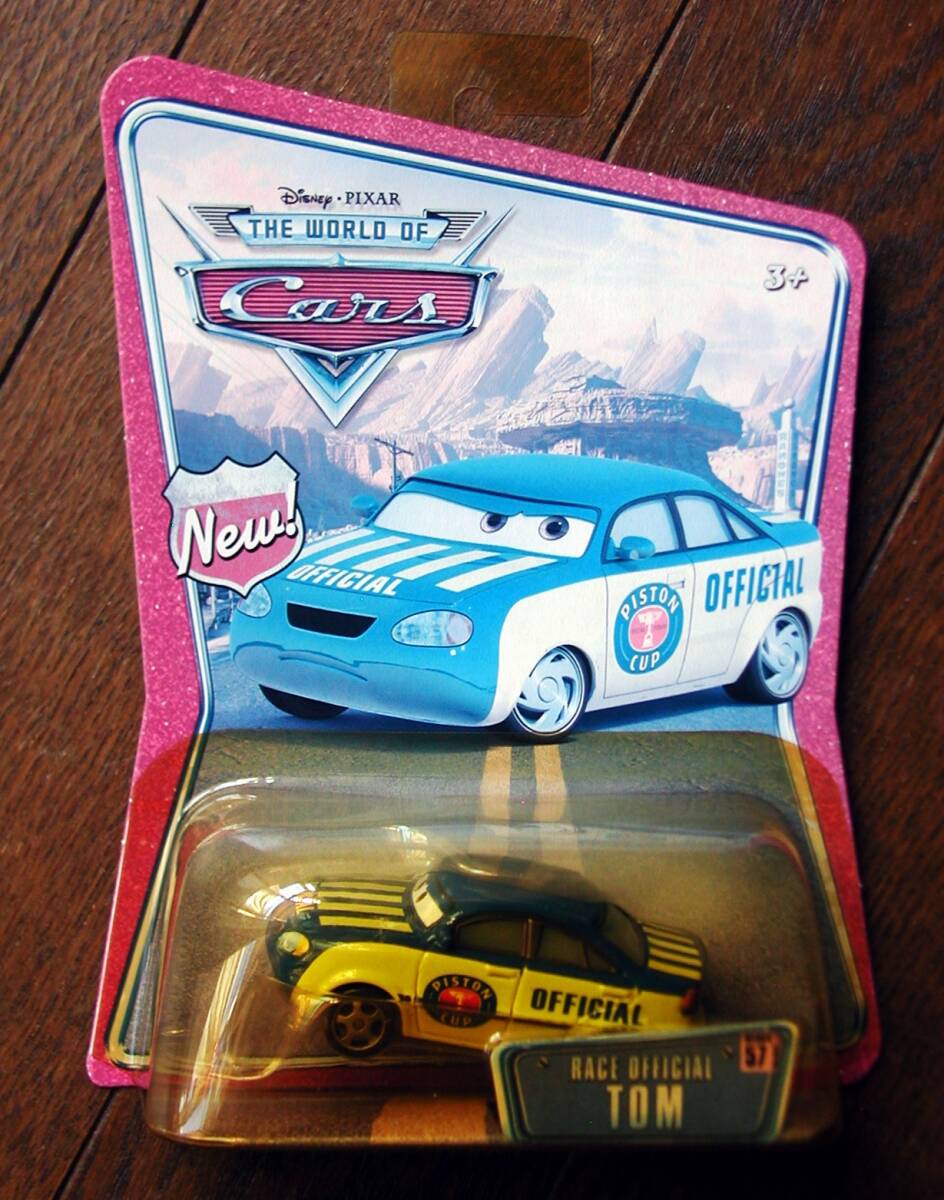 Disney · PIXAR
THE WORLD OF
Cars
3+
New!
OFFICIAL
PISTON
CUP
OFFICIAL
PISTON
CUP
OFFICIAL
RACE OFFICIAL
TOM
57